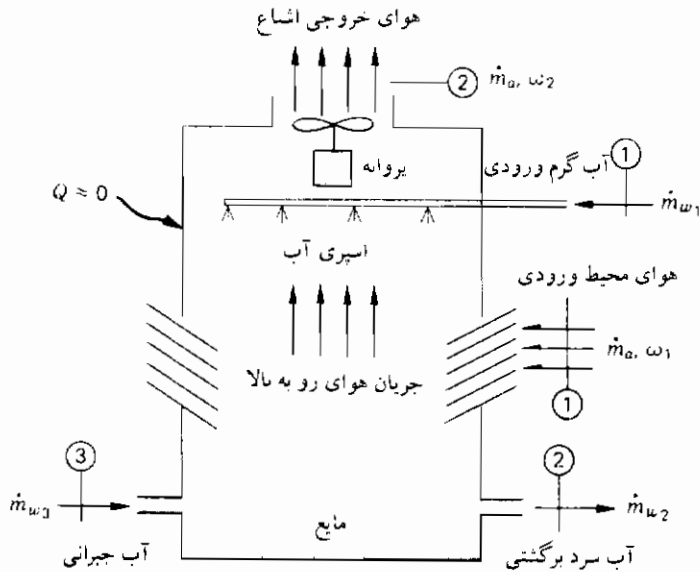 هوای خروجی اشباع
② ṁa, ω2
پروانه
آب گرم ورودی ①
Q ≈ 0
ṁw1
اسپری آب
هوای محیط ورودی
ṁa, ω1
جریان هوای رو به بالا
①
③
②
ṁw3
ṁw2
مایع
آب جبرانی
آب سرد برگشتی